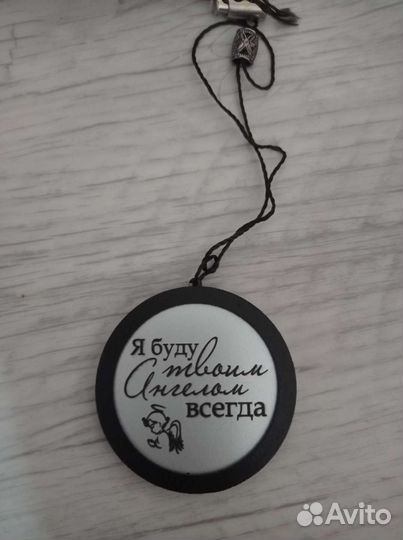 Я буду
твоим
Ангелом
всегда
Avito